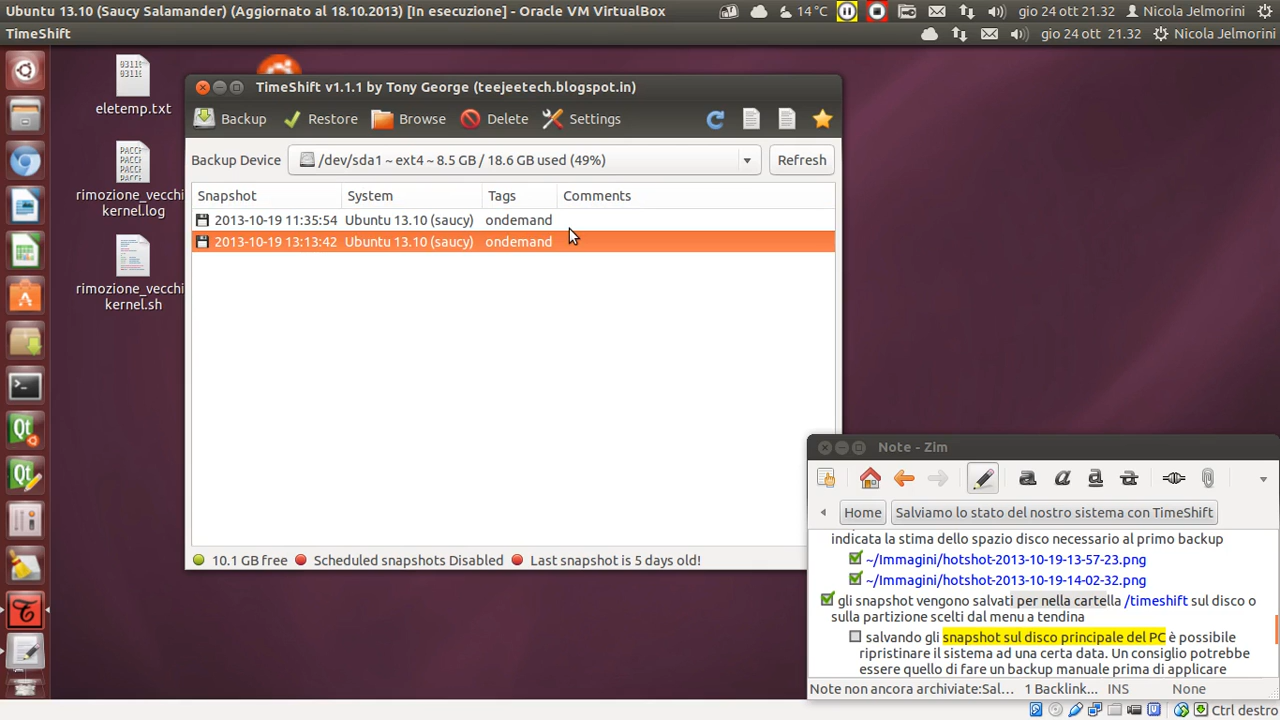 Ubuntu 13.10 (Saucy Salamander) (Aggiornato al 18.10.2013) [In esecuzione] - Oracle VM VirtualBox
14 °C
gio 24 ott 21.32
Nicola Jelmorini
TimeShift
gio 24 ott 21.32
Nicola Jelmorini
eletemp.txt
rimozione_vecchi
kernel.log
rimozione_vecchi
kernel.sh
TimeShift v1.1.1 by Tony George (teejeetech.blogspot.in)
Backup Restore Browse Delete Settings
Backup Device /dev/sda1 ~ ext4 ~ 8.5 GB / 18.6 GB used (49%) Refresh
Snapshot System Tags Comments
2013-10-19 11:35:54 Ubuntu 13.10 (saucy) ondemand
2013-10-19 13:13:42 Ubuntu 13.10 (saucy) ondemand
10.1 GB free Scheduled snapshots Disabled Last snapshot is 5 days old!
Note - Zim
Home Salviamo lo stato del nostro sistema con TimeShift
indicata la stima dello spazio disco necessario al primo backup
~/Immagini/hotshot-2013-10-19-13-57-23.png
~/Immagini/hotshot-2013-10-19-14-02-32.png
gli snapshot vengono salvati per nella cartella /timeshift sul disco o
sulla partizione scelti dal menu a tendina
salvando gli snapshot sul disco principale del PC è possibile
ripristinare il sistema ad una certa data. Un consiglio potrebbe
essere quello di fare un backup manuale prima di applicare
Note non ancora archiviate:Sal... 1 Backlink... INS None
Ctrl destro